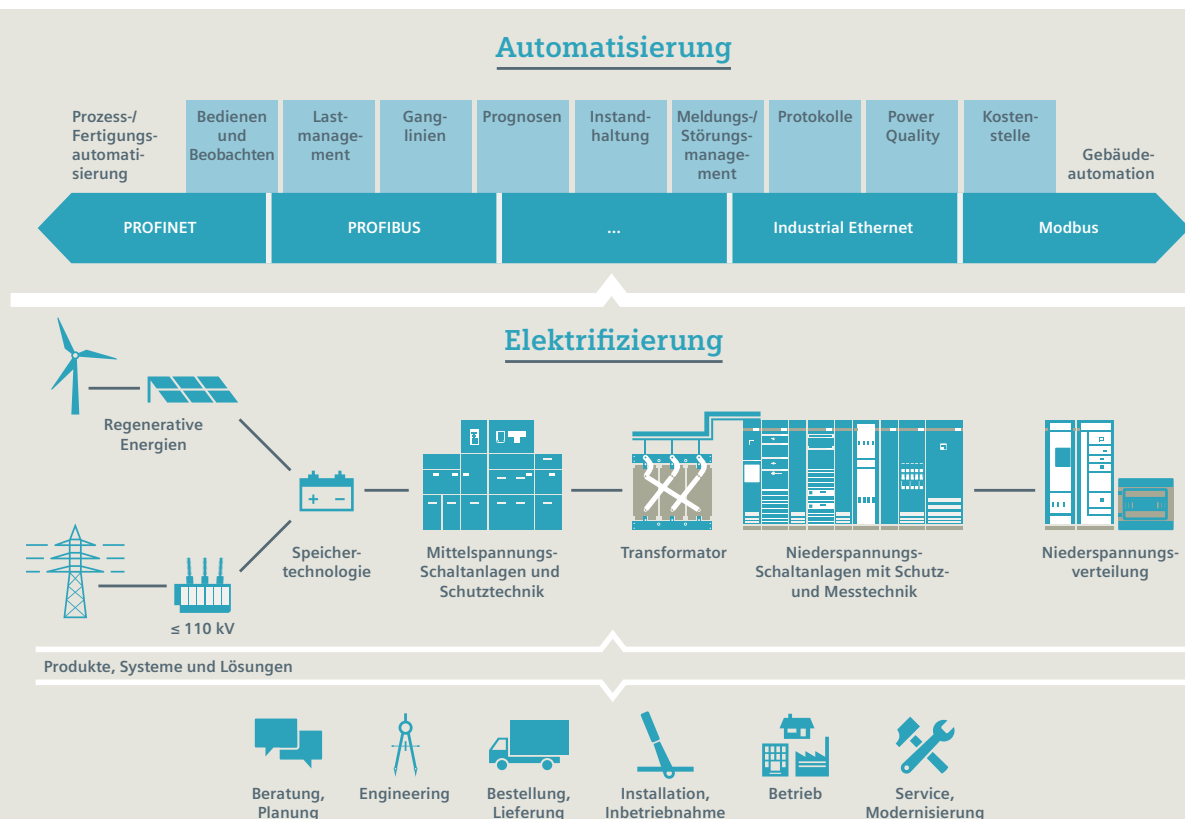 Automatisierung
Prozess-/
Fertigungs-
automati-
sierung
Bedienen
und
Beobachten
Last-
manage-
ment
Gang-
linien
Prognosen
Instand-
haltung
Meldungs-/
Störungs-
manage-
ment
Protokolle
Power
Quality
Kosten-
stelle
Gebäude-
automation
PROFINET
PROFIBUS
...
Industrial Ethernet
Modbus
Elektrifizierung
Regenerative
Energien
≤ 110 kV
Speicher-
technologie
Mittelspannungs-
Schaltanlagen und
Schutztechnik
Transformator
Niederspannungs-
Schaltanlagen mit Schutz-
und Messtechnik
Niederspannungs-
verteilung
Produkte, Systeme und Lösungen
Beratung,
Planung
Engineering
Bestellung,
Lieferung
Installation,
Inbetriebnahme
Betrieb
Service,
Modernisierung